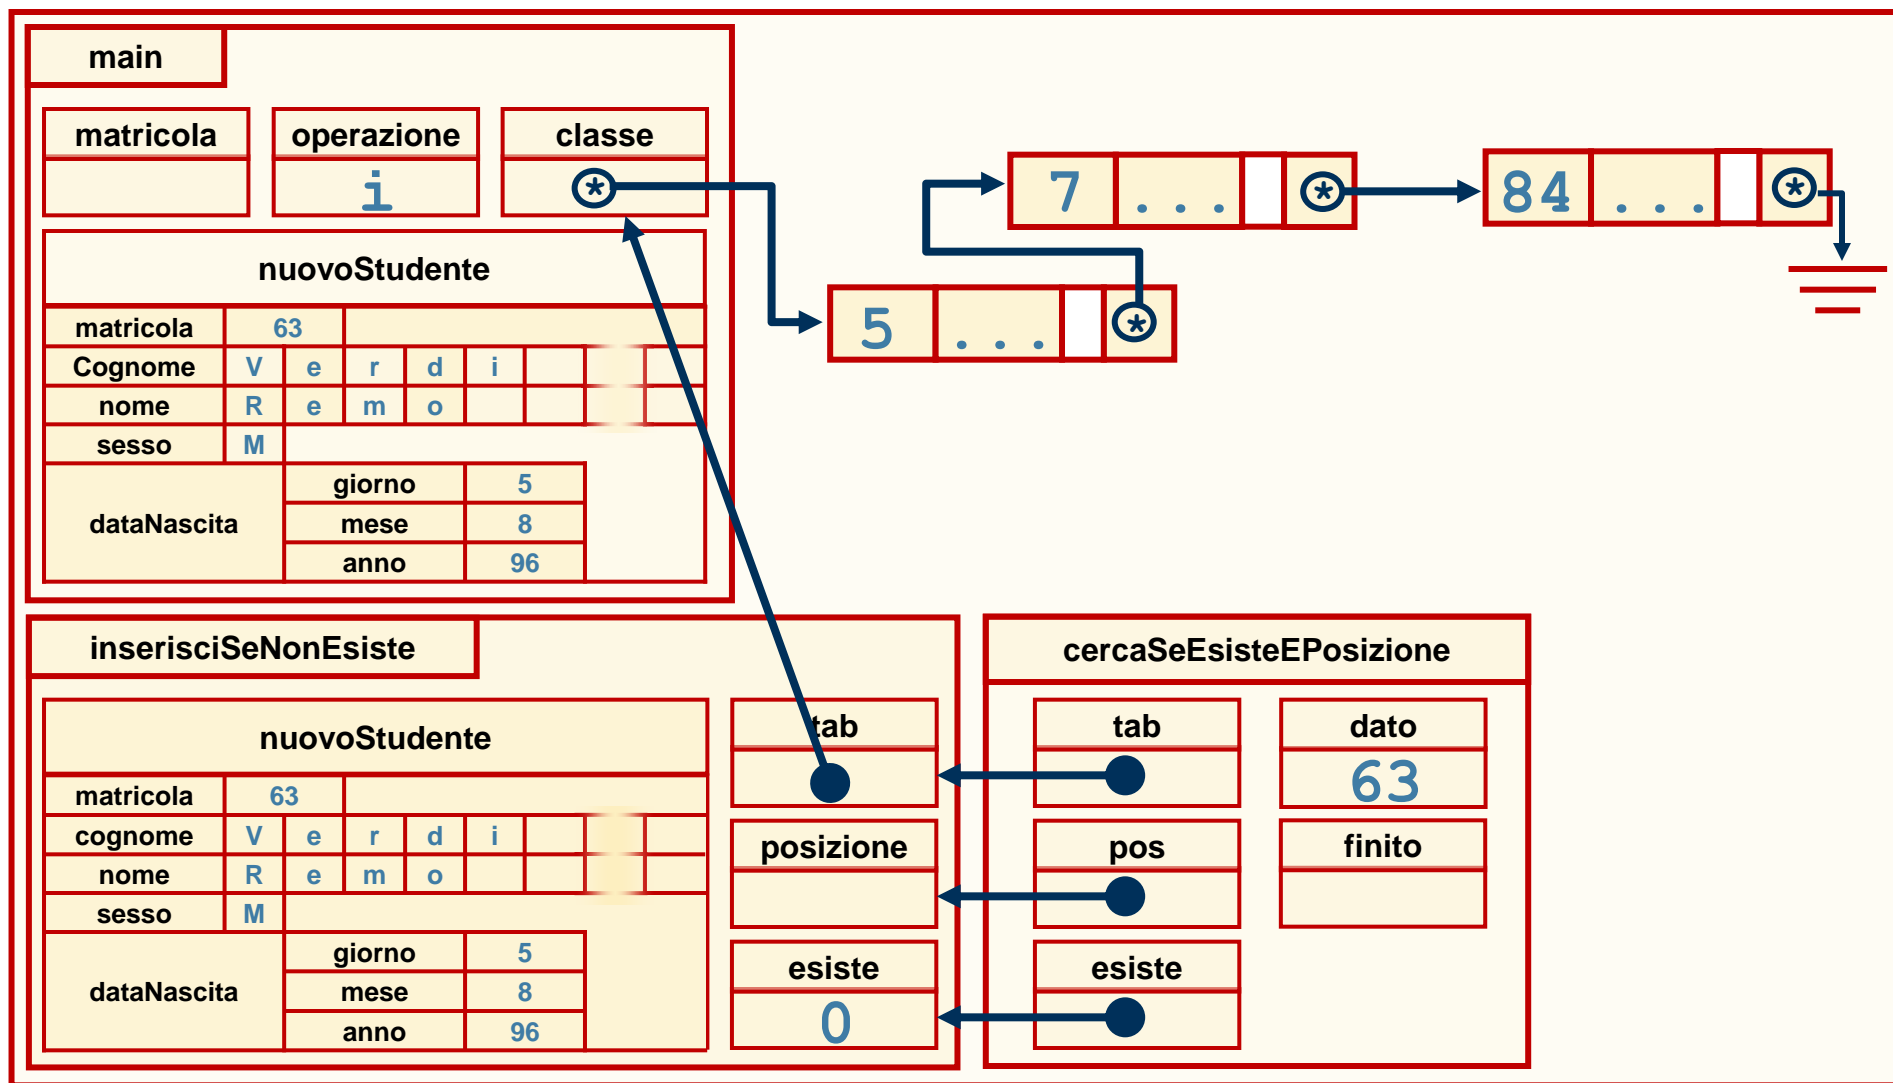 main
matricola operazione classe
i *
nuovoStudente
matricola 63
Cognome V e r d i
nome R e m o
sesso M
dataNascita
giorno 5
mese 8
anno 96
7 ... *
84 ... *
5 ... *
inserisciSeNonEsiste
nuovoStudente
matricola 63
cognome V e r d i
nome R e m o
sesso M
dataNascita
giorno 5
mese 8
anno 96
tab
posizione
esiste
0
cercaSeEsisteEPosizione
tab dato
63
pos finito
esiste